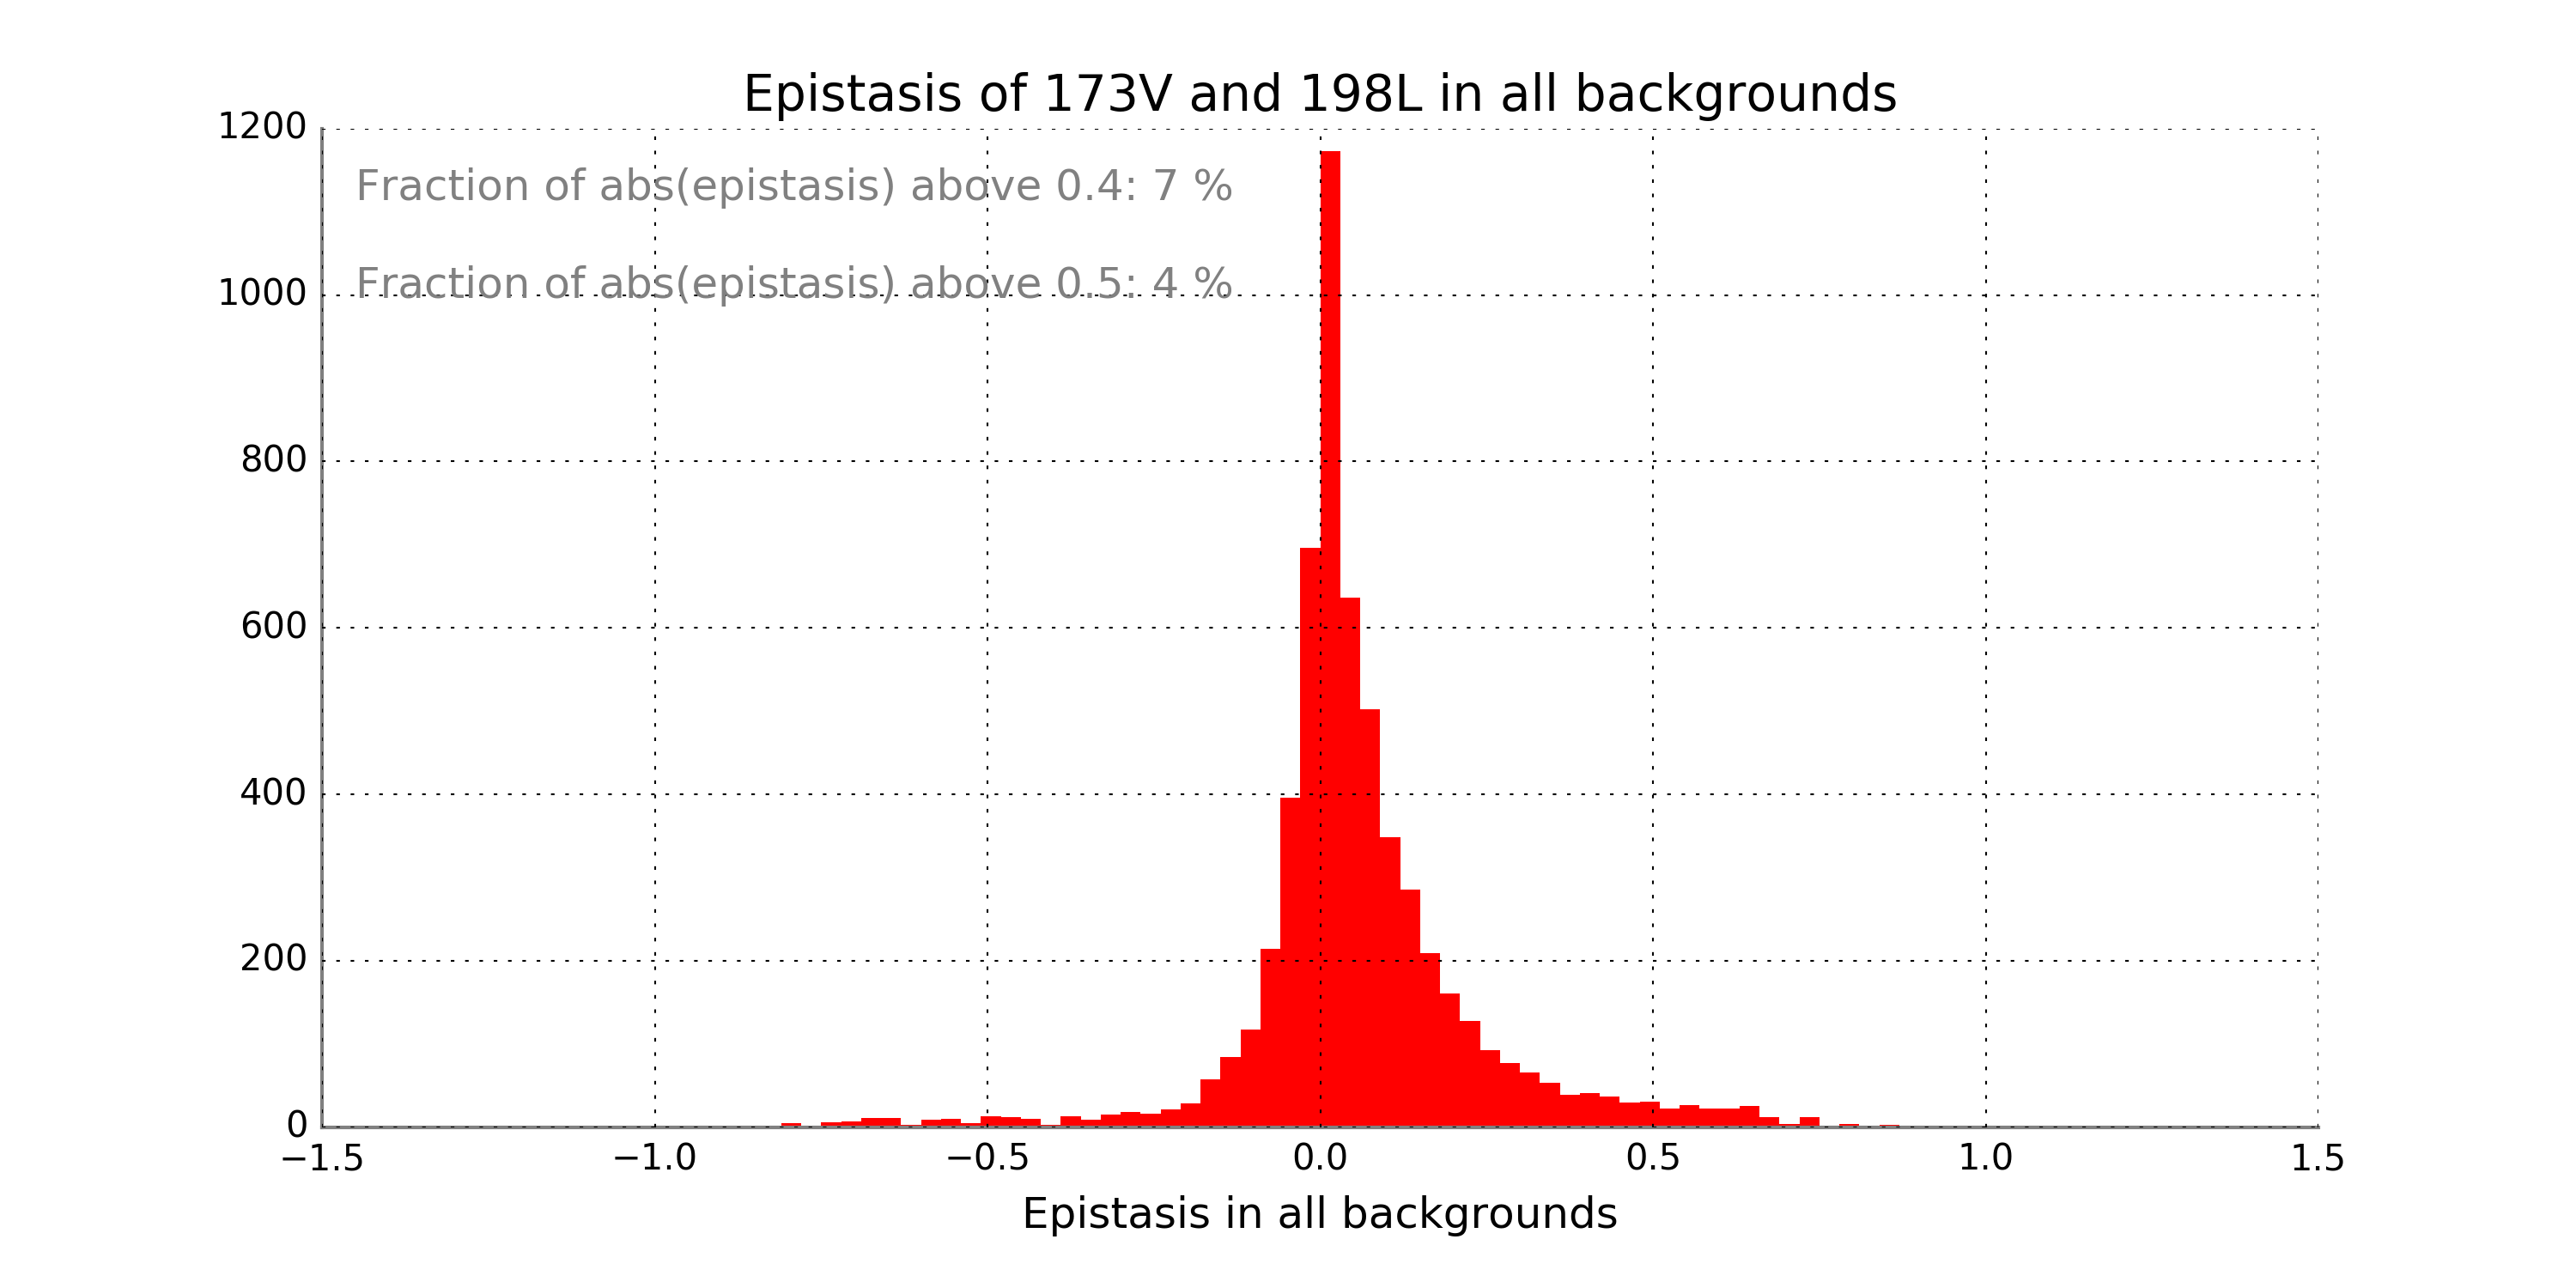 Epistasis of 173V and 198L in all backgrounds
1200
Fraction of abs(epistasis) above 0.4: 7 %
Fraction of abs(epistasis) above 0.5: 4 %
1000
800
600
400
200
0
−1.5 −1.0 −0.5 0.0 0.5 1.0 1.5
Epistasis in all backgrounds